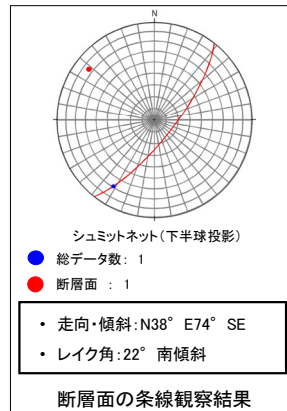 N
シュミットネット(下半球投影)
総データ数: 1
断層面 : 1
・ 走向・傾斜:N38° E74° SE
・ レイク角:22° 南傾斜
断層面の条線観察結果